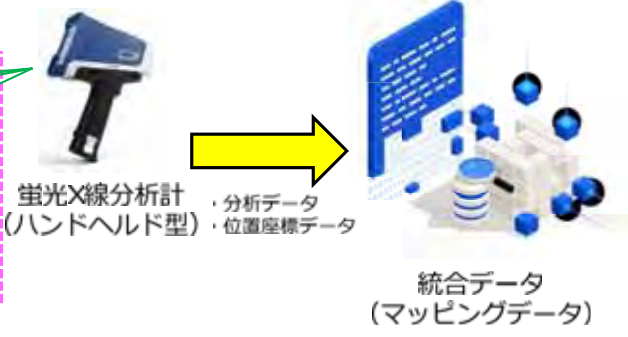 蛍光X線分析計
(ハンドヘルド型)
・分析データ
・位置座標データ
統合データ
(マッピングデータ)